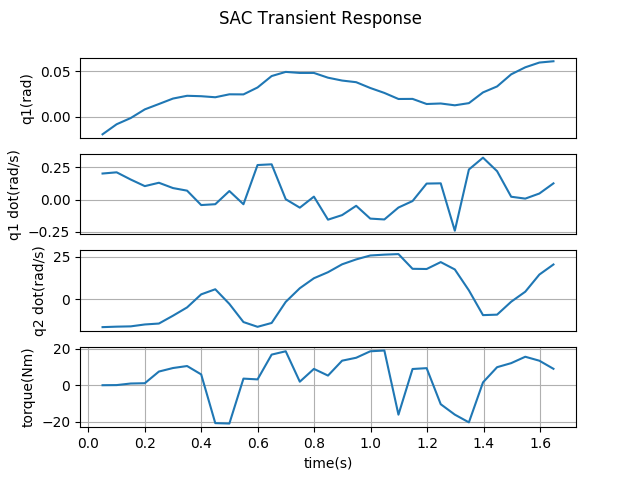 SAC Transient Response
q1(rad)
0.05
0.00
q1 dot(rad/s)
0.25
0.00
−0.25
q2 dot(rad/s)
25
0
torque(Nm)
20
0
−20
0.0 0.2 0.4 0.6 0.8 1.0 1.2 1.4 1.6
time(s)